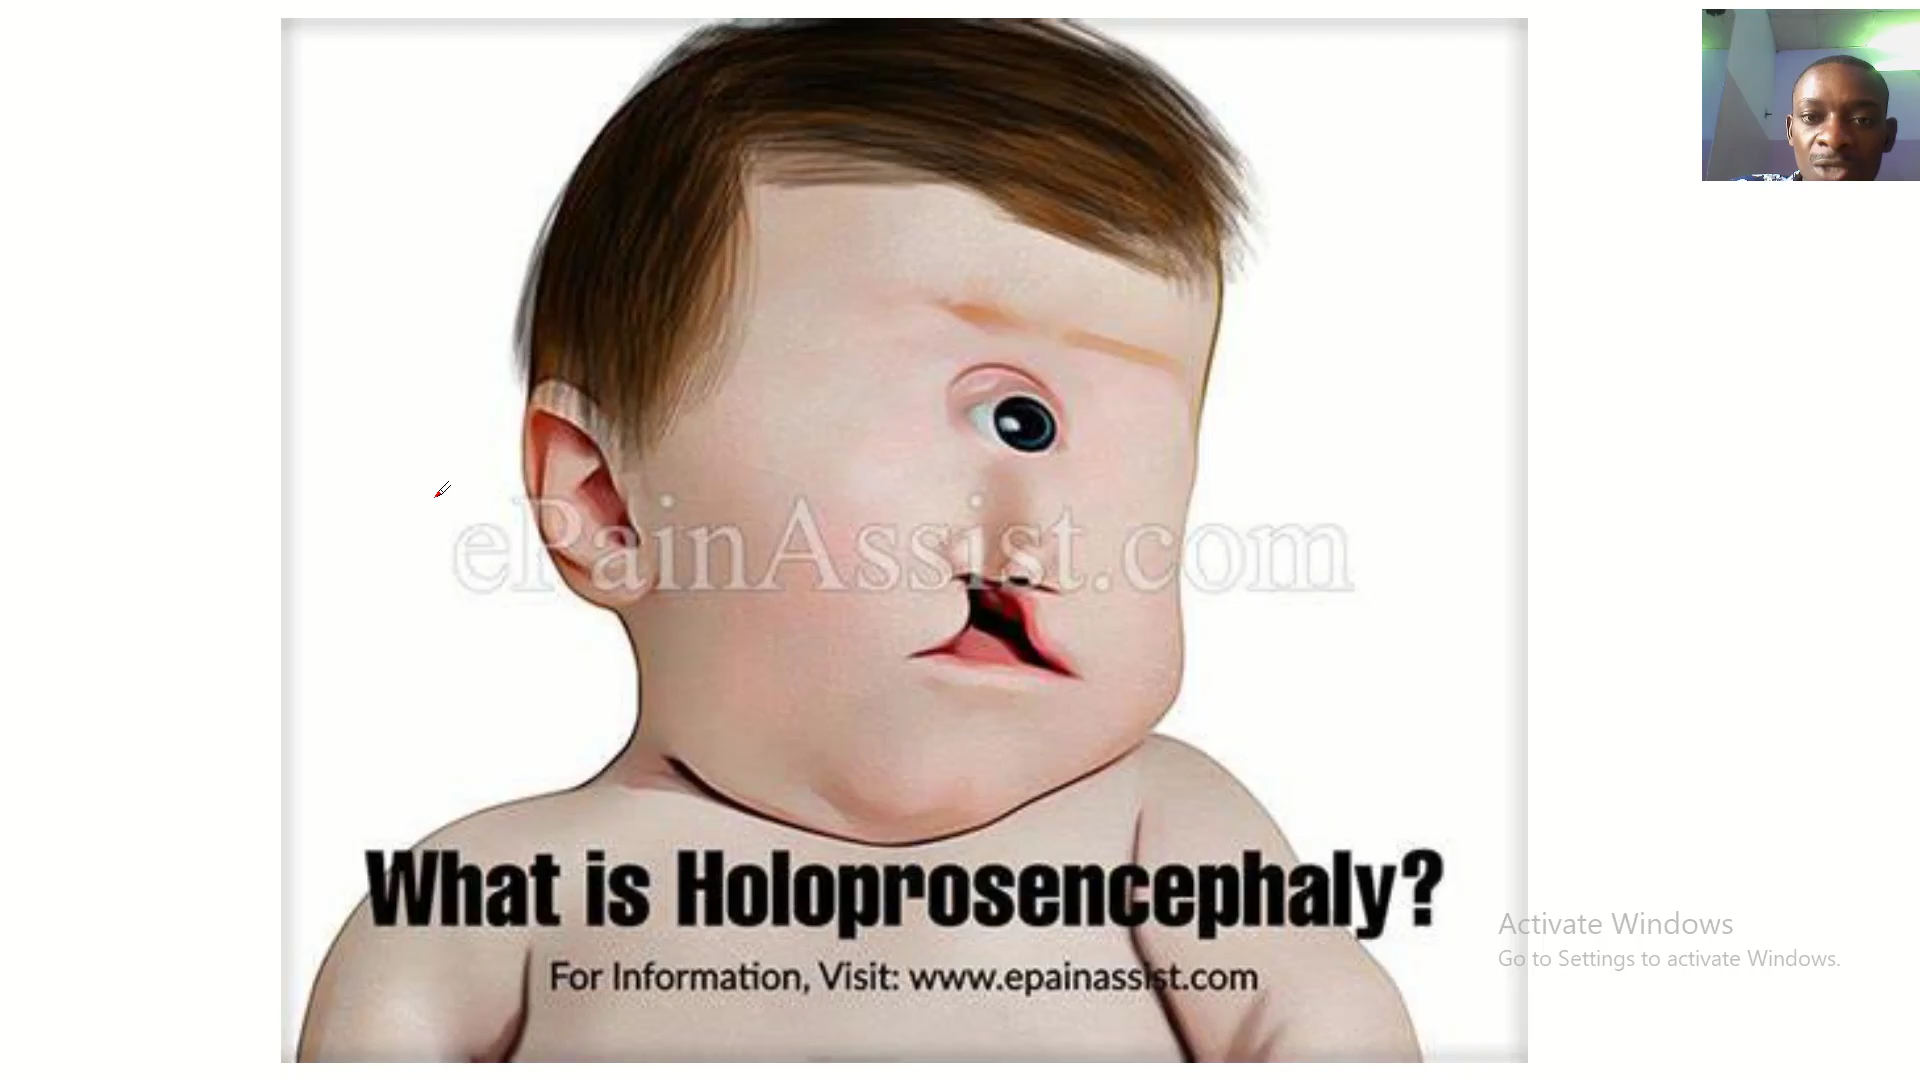 ePainAssist.com
What is Holoprosencephaly?
For Information, Visit: www.epainassist.com
Activate Windows
Go to Settings to activate Windows.